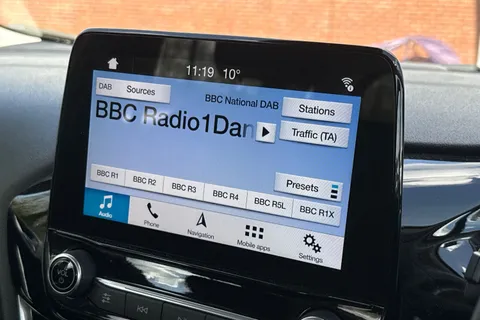 11:19 10°
DAB Sources
BBC National DAB Stations
BBC Radio1Dan
Traffic (TA)
Presets
BBC R1 BBC R2 BBC R3 BBC R4 BBC R5L BBC R1X
Audio Phone Navigation Mobile apps Settings